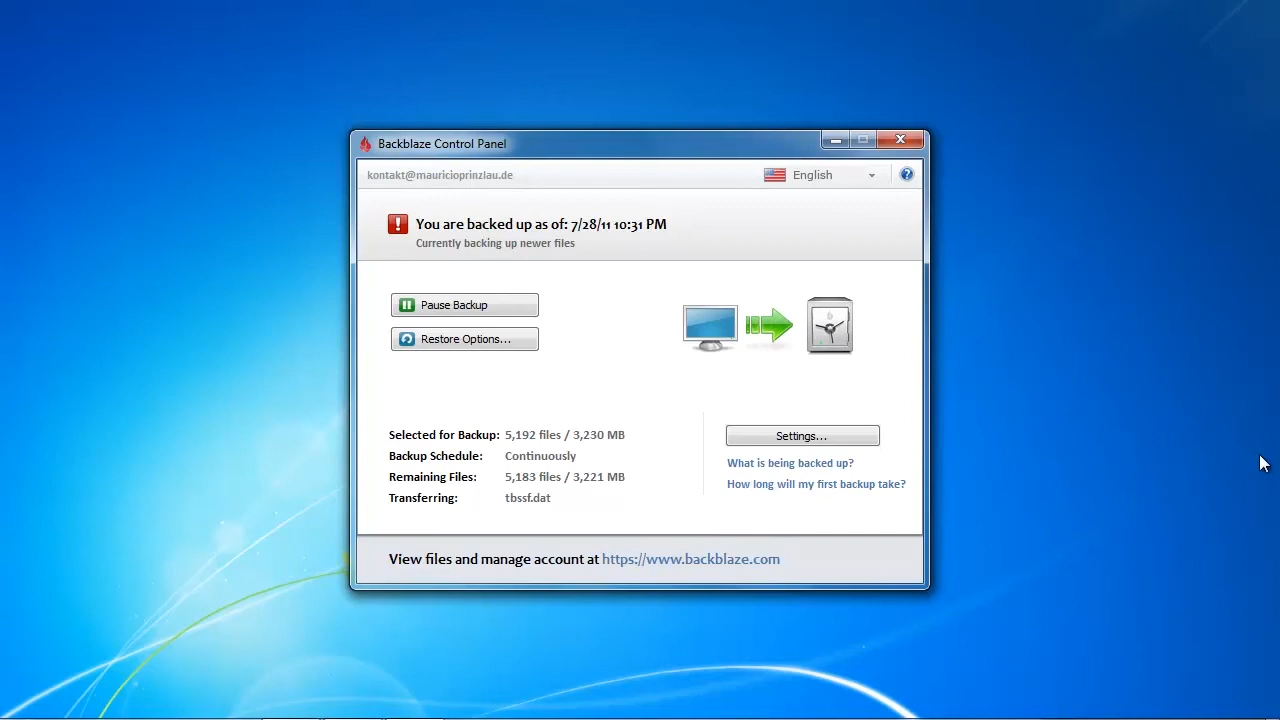 Backblaze Control Panel
kontakt@mauricioprinzlau.de English
You are backed up as of: 7/28/11 10:31 PM
Currently backing up newer files
Pause Backup
Restore Options...
Selected for Backup: 5,192 files / 3,230 MB
Backup Schedule: Continuously
Remaining Files: 5,183 files / 3,221 MB
Transferring: tbssf.dat
Settings...
What is being backed up?
How long will my first backup take?
View files and manage account at https://www.backblaze.com